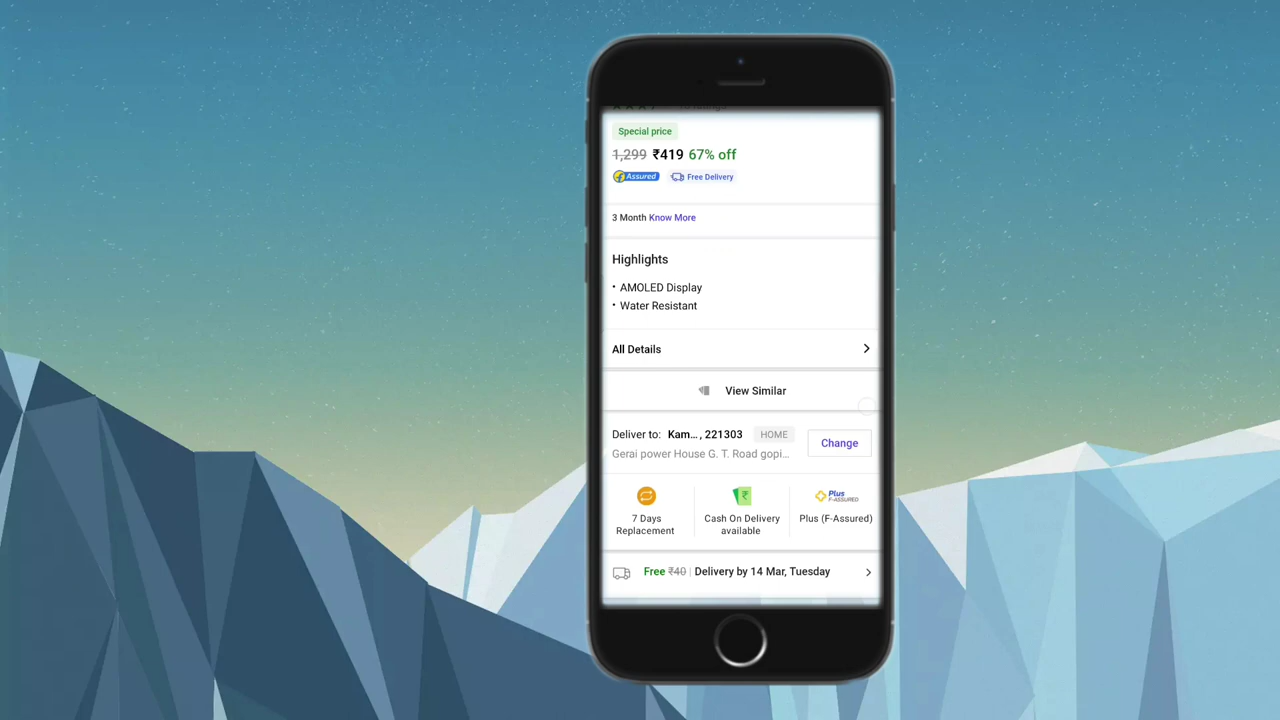 Special price
1,299 ₹419 67% off
Assured Free Delivery
3 Month Know More
Highlights
• AMOLED Display
• Water Resistant
All Details
View Similar
Deliver to: Kam... , 221303 HOME
Change
Gerai power House G. T. Road gopi...
7 Days
Replacement
Cash On Delivery
available
Plus
F-ASSURED
Plus (F-Assured)
Free ₹40 | Delivery by 14 Mar, Tuesday